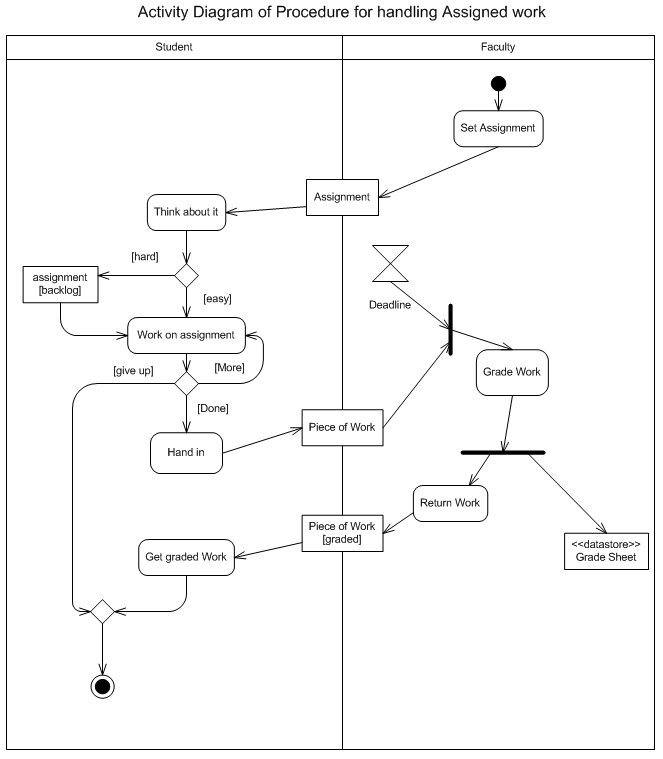 Activity Diagram of Procedure for handling Assigned work
Student
Faculty
Set Assignment
Assignment
Think about it
[hard]
assignment
[backlog]
[easy]
Deadline
Work on assignment
[give up]
[More]
Grade Work
[Done]
Piece of Work
Hand in
Return Work
Piece of Work
[graded]
<<datastore>>
Grade Sheet
Get graded Work